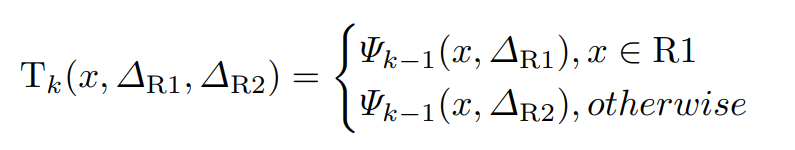 T_k(x, Δ_R1, Δ_R2) = { Ψ_{k−1}(x, Δ_R1), x ∈ R1
Ψ_{k−1}(x, Δ_R2), otherwise